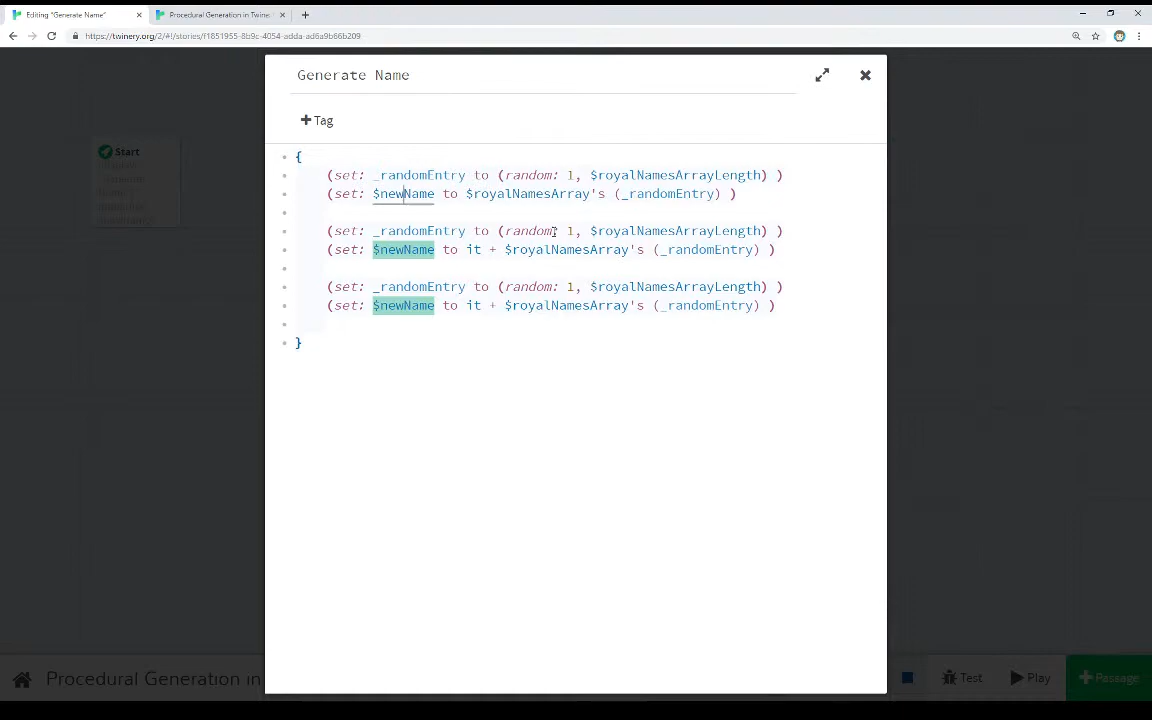 Editing "Generate Name"
Procedural Generation in Twine:
https://twinery.org/2/#!/stories/f1851955-8b9c-4054-adda-ad6a9b66b209
Generate Name
+Tag
Start
{
(set: _randomEntry to (random: 1, $royalNamesArrayLength) )
(set: $newName to $royalNamesArray's (_randomEntry) )
(set: _randomEntry to (random: 1, $royalNamesArrayLength) )
(set: $newName to it + $royalNamesArray's (_randomEntry) )
(set: _randomEntry to (random: 1, $royalNamesArrayLength) )
(set: $newName to it + $royalNamesArray's (_randomEntry) )
}
Procedural Generation in
Test
Play
+Passage